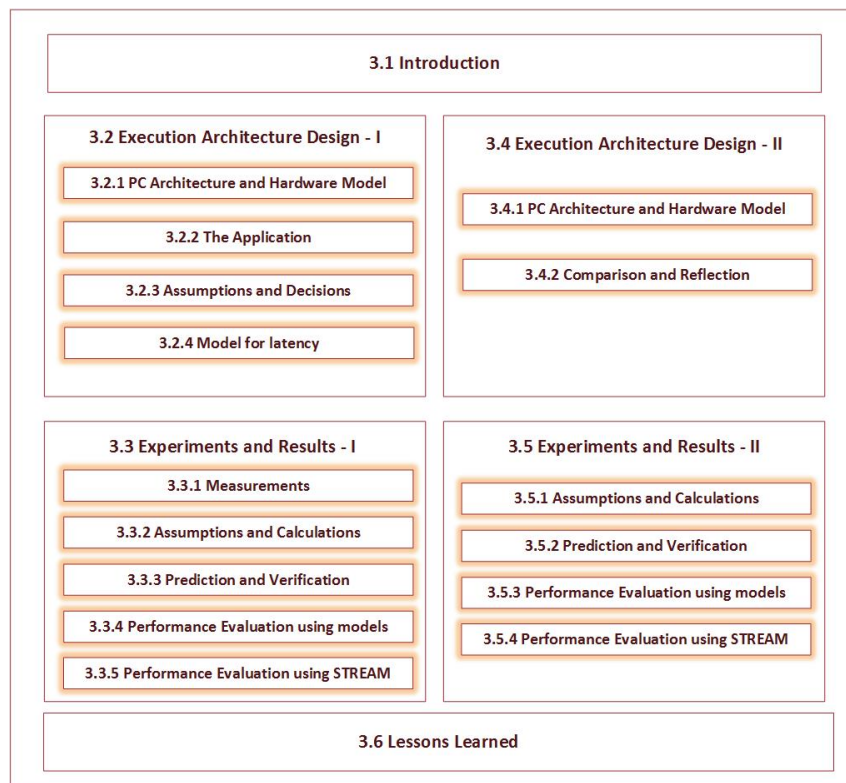 3.1 Introduction
3.2 Execution Architecture Design - I
3.2.1 PC Architecture and Hardware Model
3.2.2 The Application
3.2.3 Assumptions and Decisions
3.2.4 Model for latency
3.4 Execution Architecture Design - II
3.4.1 PC Architecture and Hardware Model
3.4.2 Comparison and Reflection
3.3 Experiments and Results - I
3.3.1 Measurements
3.3.2 Assumptions and Calculations
3.3.3 Prediction and Verification
3.3.4 Performance Evaluation using models
3.3.5 Performance Evaluation using STREAM
3.5 Experiments and Results - II
3.5.1 Assumptions and Calculations
3.5.2 Prediction and Verification
3.5.3 Performance Evaluation using models
3.5.4 Performance Evaluation using STREAM
3.6 Lessons Learned